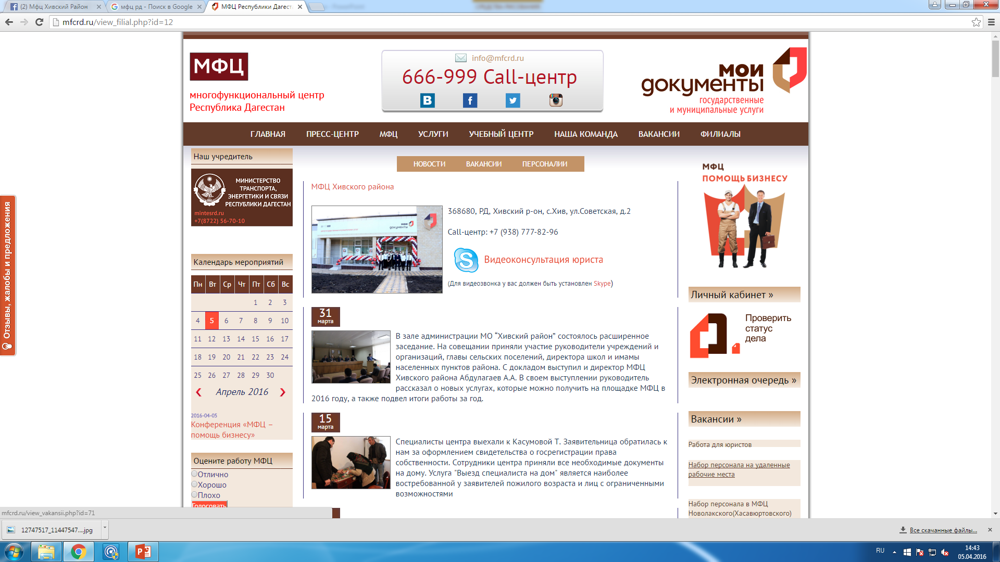 (2) Мфц Хивский Район
мфц рд - Поиск в Google
МФЦ Республики Дагест
mfcrd.ru/view_filial.php?id=12
МФЦ
многофункциональный центр
Республика Дагестан
info@mfcrd.ru
666-999 Call-центр
мои
документы
государственные
и муниципальные услуги
ГЛАВНАЯ ПРЕСС-ЦЕНТР МФЦ УСЛУГИ УЧЕБНЫЙ ЦЕНТР НАША КОМАНДА ВАКАНСИИ ФИЛИАЛЫ
Отзывы, жалобы и предложения
Наш учредитель
МИНИСТЕРСТВО
ТРАНСПОРТА,
ЭНЕРГЕТИКИ И СВЯЗИ
РЕСПУБЛИКИ ДАГЕСТАН
mintesrd.ru
+7(8722) 56-70-10
Календарь мероприятий
Пн Вт Ср Чт Пт Сб Вс
1 2 3
4 5 6 7 8 9 10
11 12 13 14 15 16 17
18 19 20 21 22 23 24
25 26 27 28 29 30
Апрель 2016
2016-04-05
Конференция «МФЦ –
помощь бизнесу»
Оцените работу МФЦ
Отлично
Хорошо
Плохо
Голосовать
НОВОСТИ ВАКАНСИИ ПЕРСОНАЛИИ
МФЦ Хивского района
мои
документы
368680, РД, Хивский р-он, с.Хив, ул.Советская, д.2
Call-центр: +7 (938) 777-82-96
Видеоконсультация юриста
(Для видеозвонка у вас должен быть установлен Skype)
31
марта
В зале администрации МО “Хивский район” состоялось расширенное
заседание. На совещании приняли участие руководители учреждений и
организаций, главы сельских поселений, директора школ и имамы
населенных пунктов района. С докладом выступил и директор МФЦ
Хивского района Абдулагаев А.А. В своем выступлении руководитель
рассказал о новых услугах, которые можно получить на площадке МФЦ в
2016 году, а также подвел итоги работы за год.
15
марта
Специалисты центра выехали к Касумовой Т. Заявительница обратилась к
нам за оформлением свидетельства о госрегистрации права
собственности. Сотрудники центра приняли все необходимые документы
на дому. Услуга "Выезд специалиста на дом" является наиболее
востребованной у заявителей пожилого возраста и лиц с ограниченными
возможностями
МФЦ
ПОМОЩЬ БИЗНЕСУ
Личный кабинет »
Проверить
статус
дела
Электронная очередь »
Вакансии »
Работа для юристов
Набор персонала на удаленные
рабочие места
Набор персонала в МФЦ
Новолакского(Хасавюртовского)
mfcrd.ru/view_vakansii.php?id=71
12747517_11447547....jpg
Все скачанные файлы...
RU
14:43
05.04.2016